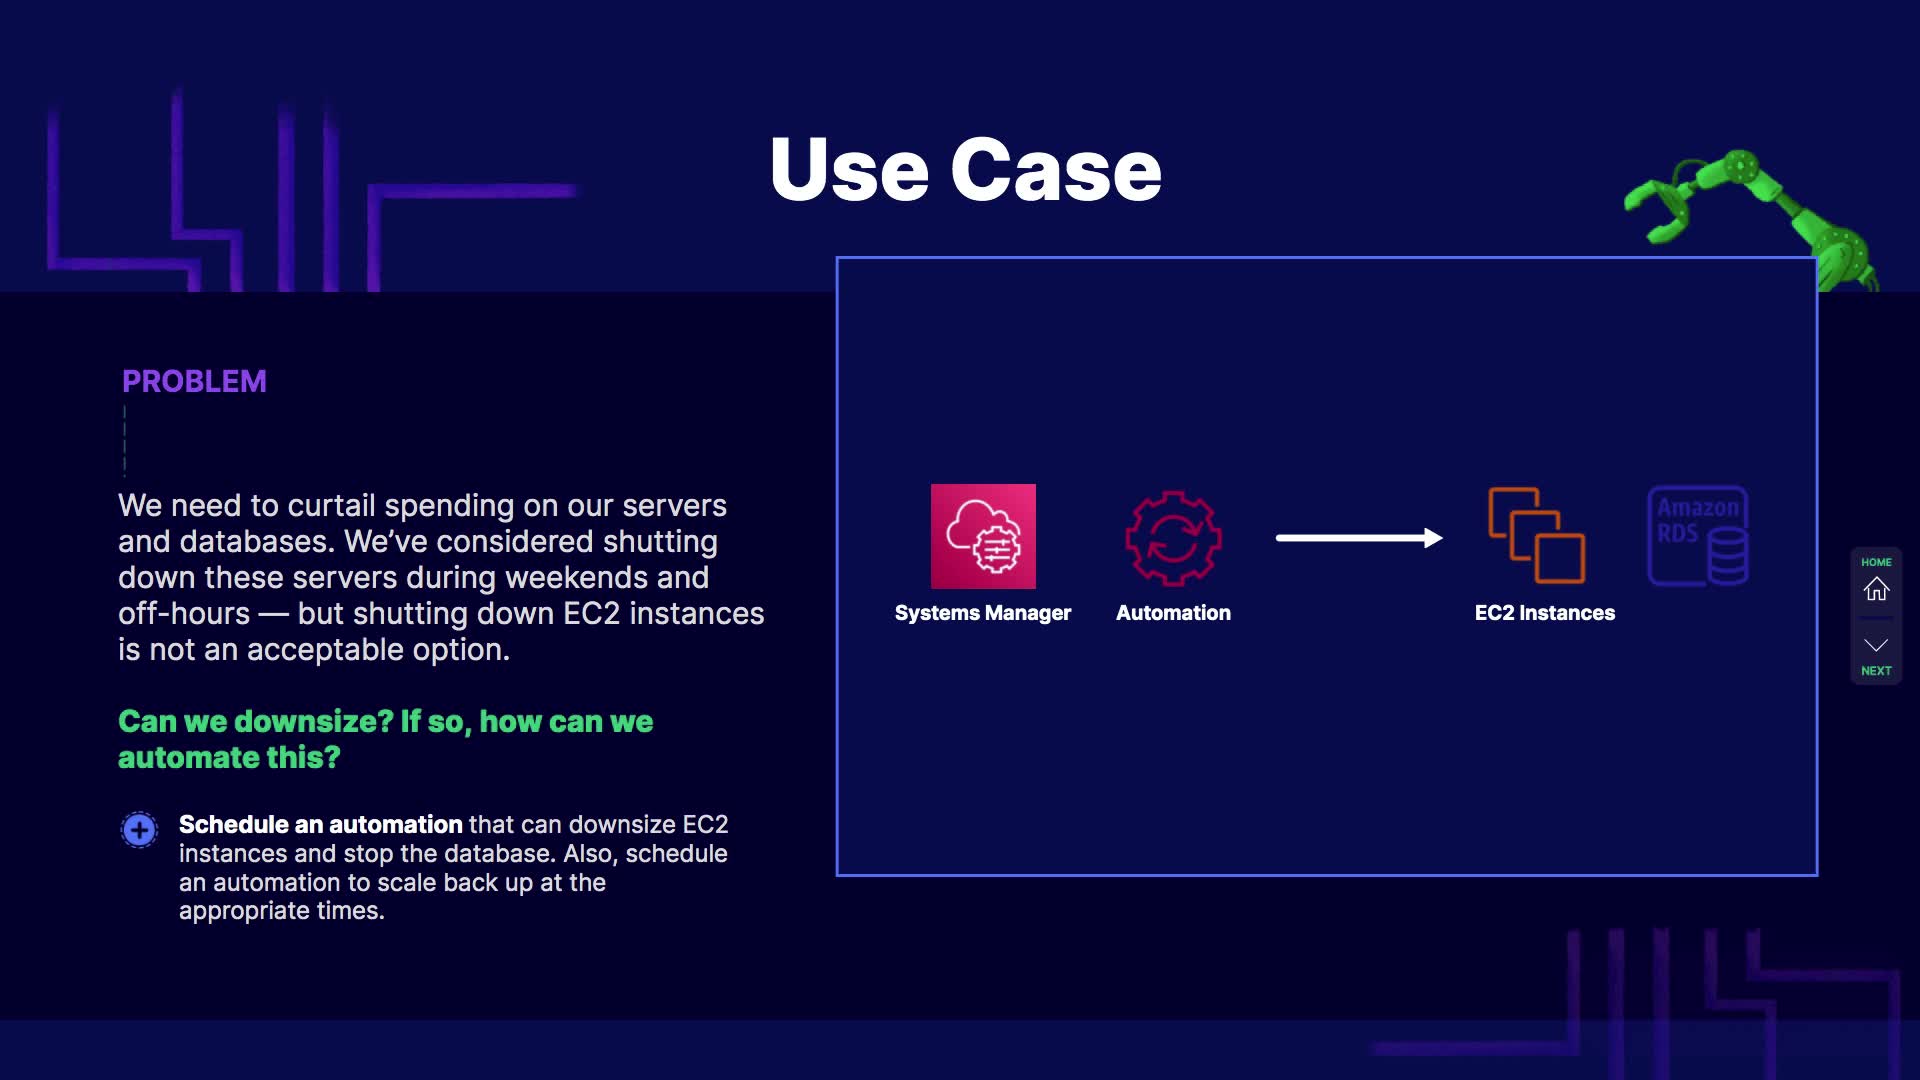 Use Case
PROBLEM
We need to curtail spending on our servers
and databases. We’ve considered shutting
down these servers during weekends and
off-hours — but shutting down EC2 instances
is not an acceptable option.
Can we downsize? If so, how can we
automate this?
Schedule an automation that can downsize EC2
instances and stop the database. Also, schedule
an automation to scale back up at the
appropriate times.
Systems Manager
Automation
EC2 Instances
Amazon
RDS
HOME
NEXT